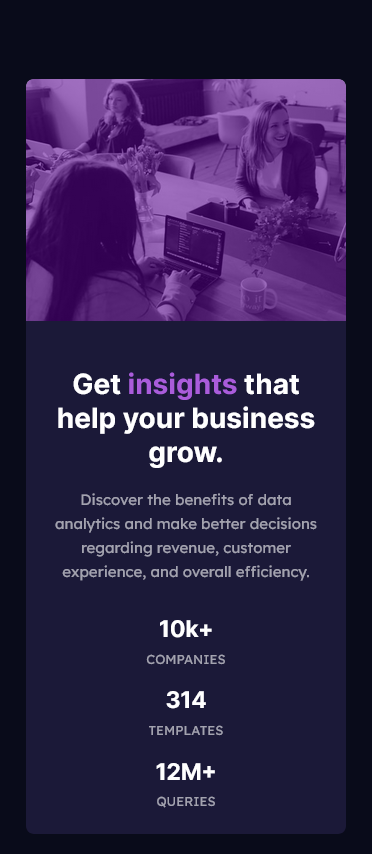 Get insights that
help your business
grow.
Discover the benefits of data
analytics and make better decisions
regarding revenue, customer
experience, and overall efficiency.
10k+
COMPANIES
314
TEMPLATES
12M+
QUERIES